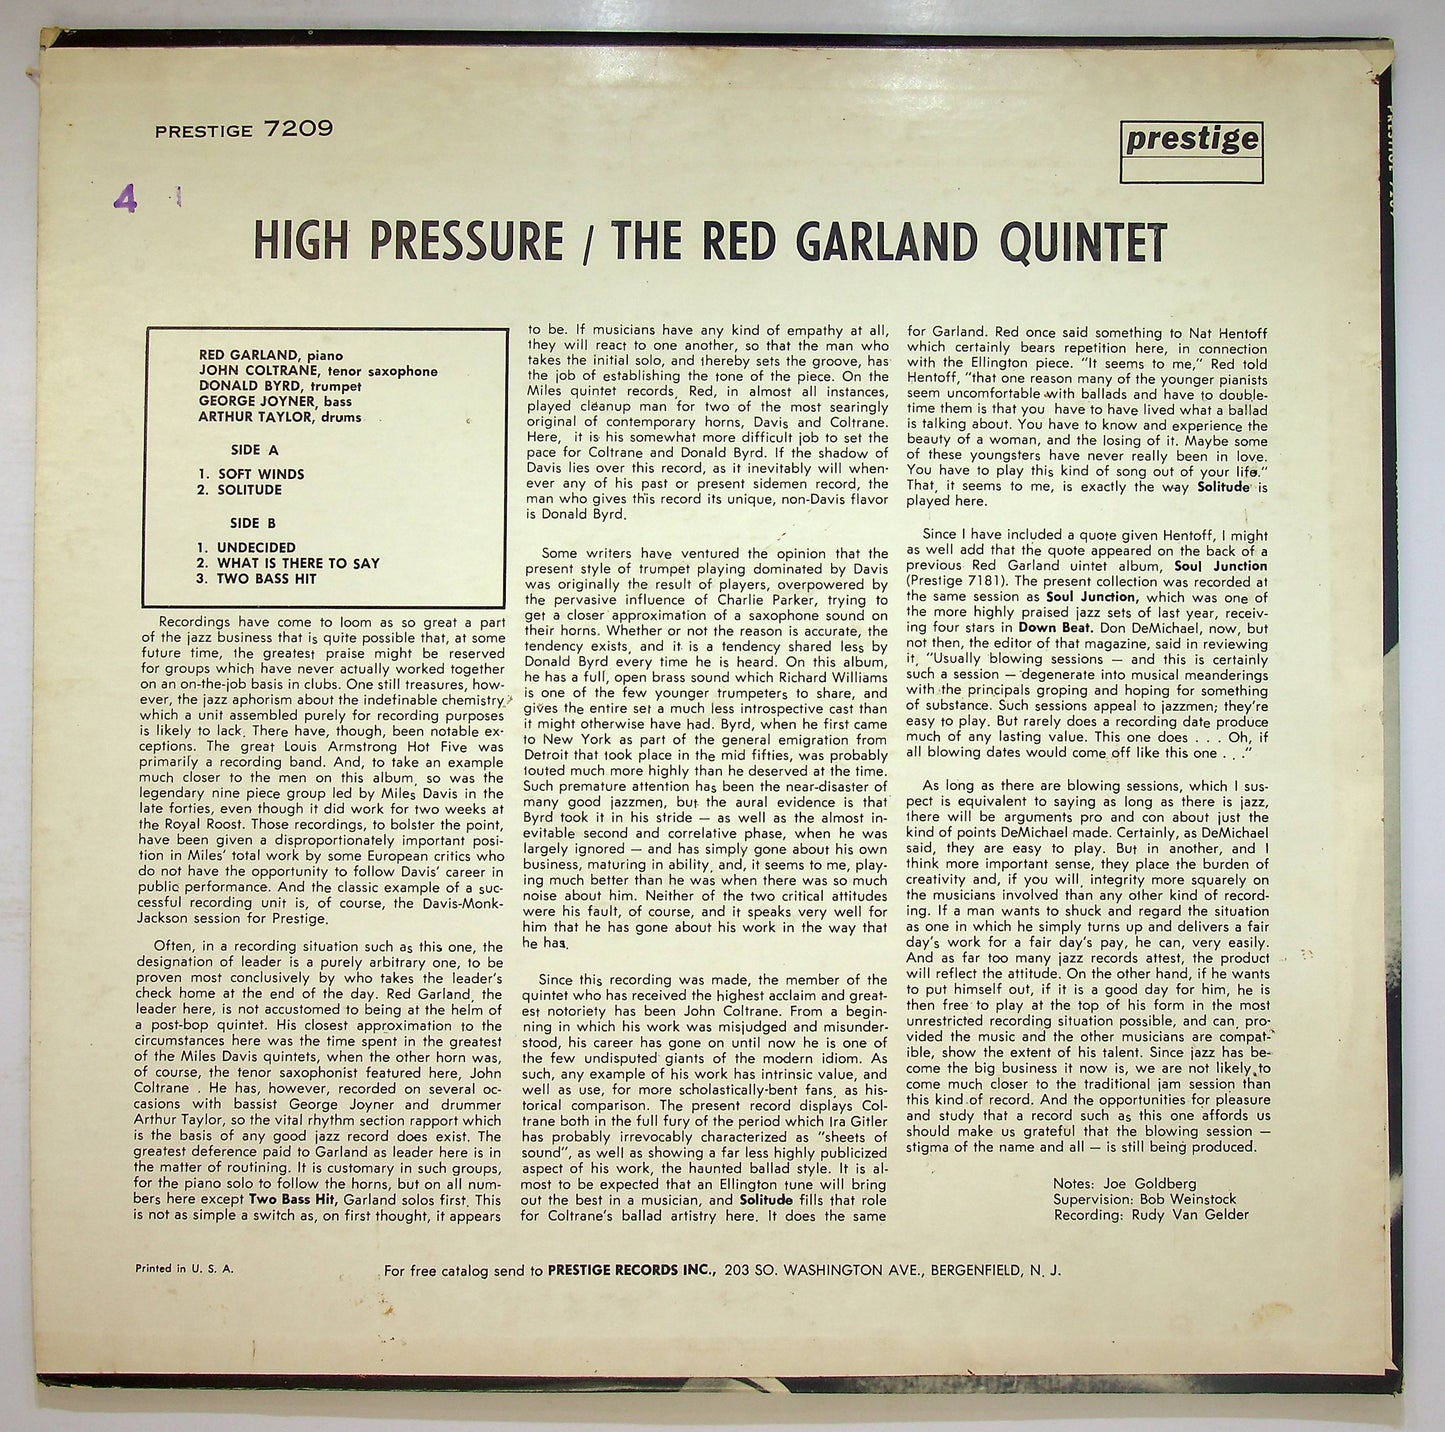 PRESTIGE 7209
prestige
4
HIGH PRESSURE / THE RED GARLAND QUINTET
RED GARLAND, piano
JOHN COLTRANE, tenor saxophone
DONALD BYRD, trumpet
GEORGE JOYNER, bass
ARTHUR TAYLOR, drums
SIDE A
1. SOFT WINDS
2. SOLITUDE
SIDE B
1. UNDECIDED
2. WHAT IS THERE TO SAY
3. TWO BASS HIT
Recordings have come to loom as so great a part
of the jazz business that is quite possible that, at some
future time, the greatest praise might be reserved
for groups which have never actually worked together
on an on-the-job basis in clubs. One still treasures, how-
ever, the jazz aphorism about the indefinable chemistry
which a unit assembled purely for recording purposes
is likely to lack. There have, though, been notable ex-
ceptions. The great Louis Armstrong Hot Five was
primarily a recording band. And, to take an example
much closer to the men on this album, so was the
legendary nine piece group led by Miles Davis in the
late forties, even though it did work for two weeks at
the Royal Roost. Those recordings, to bolster the point,
have been given a disproportionately important posi-
tion in Miles' total work by some European critics who
do not have the opportunity to follow Davis' career in
public performance. And the classic example of a suc-
cessful recording unit is, of course, the Davis-Monk-
Jackson session for Prestige.
Often, in a recording situation such as this one, the
designation of leader is a purely arbitrary one, to be
proven most conclusively by who takes the leader's
check home at the end of the day. Red Garland, the
leader here, is not accustomed to being at the helm of
a post-bop quintet. His closest approximation to the
circumstances here was the time spent in the greatest
of the Miles Davis quintets, when the other horn was,
of course, the tenor saxophonist featured here, John
Coltrane . He has, however, recorded on several oc-
casions with bassist George Joyner and drummer
Arthur Taylor, so the vital rhythm section rapport which
is the basis of any good jazz record does exist. The
greatest deference paid to Garland as leader here is in
the matter of routining. It is customary in such groups,
for the piano solo to follow the horns, but on all num-
bers here except Two Bass Hit, Garland solos first. This
is not as simple a switch as, on first thought, it appears
to be. If musicians have any kind of empathy at all,
they will react to one another, so that the man who
takes the initial solo, and thereby sets the groove, has
the job of establishing the tone of the piece. On the
Miles quintet records, Red, in almost all instances,
played cleanup man for two of the most searingly
original of contemporary horns, Davis and Coltrane.
Here, it is his somewhat more difficult job to set the
pace for Coltrane and Donald Byrd. If the shadow of
Davis lies over this record, as it inevitably will when-
ever any of his past or present sidemen record, the
man who gives this record its unique, non-Davis flavor
is Donald Byrd.
Some writers have ventured the opinion that the
present style of trumpet playing dominated by Davis
was originally the result of players, overpowered by
the pervasive influence of Charlie Parker, trying to
get a closer approximation of a saxophone sound on
their horns. Whether or not the reason is accurate, the
tendency exists, and it is a tendency shared less by
Donald Byrd every time he is heard. On this album,
he has a full, open brass sound which Richard Williams
is one of the few younger trumpeters to share, and
gives the entire set a much less introspective cast than
it might otherwise have had. Byrd, when he first came
to New York as part of the general emigration from
Detroit that took place in the mid fifties, was probably
touted much more highly than he deserved at the time.
Such premature attention has been the near-disaster of
many good jazzmen, but the aural evidence is that
Byrd took it in his stride — as well as the almost in-
evitable second and correlative phase, when he was
largely ignored — and has simply gone about his own
business, maturing in ability, and, it seems to me, play-
ing much better than he was when there was so much
noise about him. Neither of the two critical attitudes
were his fault, of course, and it speaks very well for
him that he has gone about his work in the way that
he has.
Since this recording was made, the member of the
quintet who has received the highest acclaim and great-
est notoriety has been John Coltrane. From a begin-
ning in which his work was misjudged and misunder-
stood, his career has gone on until now he is one of
the few undisputed giants of the modern idiom. As
such, any example of his work has intrinsic value, and
well as use, for more scholastically-bent fans, as his-
torical comparison. The present record displays Col-
trane both in the full fury of the period which Ira Gitler
has probably irrevocably characterized as "sheets of
sound", as well as showing a far less highly publicized
aspect of his work, the haunted ballad style. It is al-
most to be expected that an Ellington tune will bring
out the best in a musician, and Solitude fills that role
for Coltrane's ballad artistry here. It does the same
for Garland. Red once said something to Nat Hentoff
which certainly bears repetition here, in connection
with the Ellington piece. "It seems to me," Red told
Hentoff, "that one reason many of the younger pianists
seem uncomfortable with ballads and have to double-
time them is that you have to have lived what a ballad
is talking about. You have to know and experience the
beauty of a woman, and the losing of it. Maybe some
of these youngsters have never really been in love.
You have to play this kind of song out of your life."
That, it seems to me, is exactly the way Solitude is
played here.
Since I have included a quote given Hentoff, I might
as well add that the quote appeared on the back of a
previous Red Garland uintet album, Soul Junction
(Prestige 7181). The present collection was recorded at
the same session as Soul Junction, which was one of
the more highly praised jazz sets of last year, receiv-
ing four stars in Down Beat. Don DeMichael, now, but
not then, the editor of that magazine, said in reviewing
it, "Usually blowing sessions — and this is certainly
such a session — degenerate into musical meanderings
with the principals groping and hoping for something
of substance. Such sessions appeal to jazzmen; they're
easy to play. But rarely does a recording date produce
much of any lasting value. This one does . . . Oh, if
all blowing dates would come off like this one . . ."
As long as there are blowing sessions, which I sus-
pect is equivalent to saying as long as there is jazz,
there will be arguments pro and con about just the
kind of points DeMichael made. Certainly, as DeMichael
said, they are easy to play. But in another, and I
think more important sense, they place the burden of
creativity and, if you will, integrity more squarely on
the musicians involved than any other kind of record-
ing. If a man wants to shuck and regard the situation
as one in which he simply turns up and delivers a fair
day's work for a fair day's pay, he can, very easily.
And as far too many jazz records attest, the product
will reflect the attitude. On the other hand, if he wants
to put himself out, if it is a good day for him, he is
then free to play at the top of his form in the most
unrestricted recording situation possible, and can, pro-
vided the music and the other musicians are compat-
ible, show the extent of his talent. Since jazz has be-
come the big business it now is, we are not likely to
come much closer to the traditional jam session than
this kind of record. And the opportunities for pleasure
and study that a record such as this one affords us
should make us grateful that the blowing session —
stigma of the name and all — is still being produced.
Notes: Joe Goldberg
Supervision: Bob Weinstock
Recording: Rudy Van Gelder
Printed in U. S. A.
For free catalog send to PRESTIGE RECORDS INC., 203 SO. WASHINGTON AVE., BERGENFIELD, N. J.